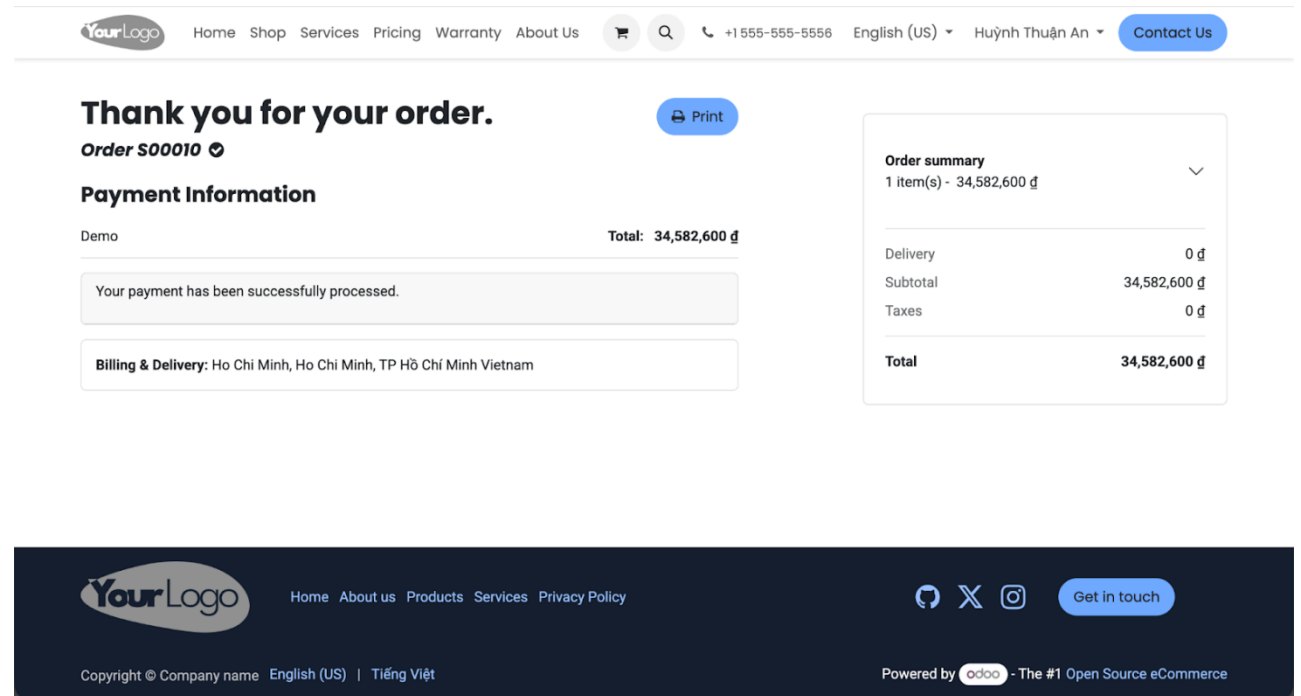 YourLogo Home Shop Services Pricing Warranty About Us +1 555-555-5556 English (US) Huỳnh Thuận An Contact Us
Thank you for your order.
Print
Order S00010
Payment Information
Demo Total: 34,582,600 ₫
Your payment has been successfully processed.
Billing & Delivery: Ho Chi Minh, Ho Chi Minh, TP Hồ Chí Minh Vietnam
Order summary
1 item(s) - 34,582,600 ₫
Delivery 0 ₫
Subtotal 34,582,600 ₫
Taxes 0 ₫
Total 34,582,600 ₫
YourLogo Home About us Products Services Privacy Policy Get in touch
Copyright © Company name English (US) | Tiếng Việt Powered by odoo - The #1 Open Source eCommerce